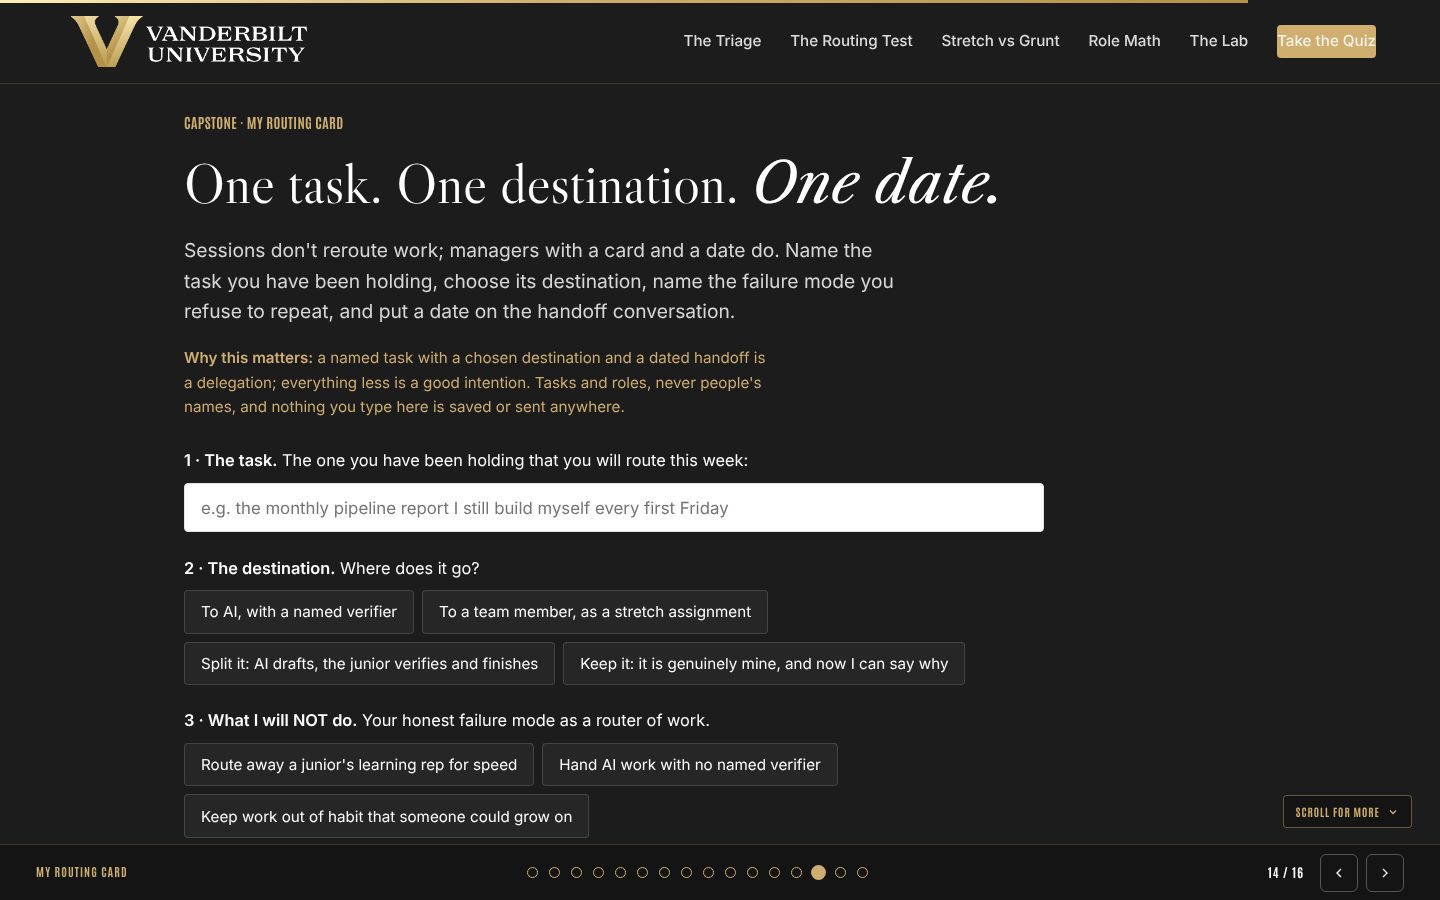 VANDERBILT
UNIVERSITY
The Triage
The Routing Test
Stretch vs Grunt
Role Math
The Lab
Take the Quiz
CAPSTONE · MY ROUTING CARD
One task. One destination. One date.
Sessions don't reroute work; managers with a card and a date do. Name the
task you have been holding, choose its destination, name the failure mode you
refuse to repeat, and put a date on the handoff conversation.
Why this matters: a named task with a chosen destination and a dated handoff is
a delegation; everything less is a good intention. Tasks and roles, never people's
names, and nothing you type here is saved or sent anywhere.
1 · The task. The one you have been holding that you will route this week:
e.g. the monthly pipeline report I still build myself every first Friday
2 · The destination. Where does it go?
To AI, with a named verifier
To a team member, as a stretch assignment
Split it: AI drafts, the junior verifies and finishes
Keep it: it is genuinely mine, and now I can say why
3 · What I will NOT do. Your honest failure mode as a router of work.
Route away a junior's learning rep for speed
Hand AI work with no named verifier
Keep work out of habit that someone could grow on
SCROLL FOR MORE
MY ROUTING CARD
14 / 16